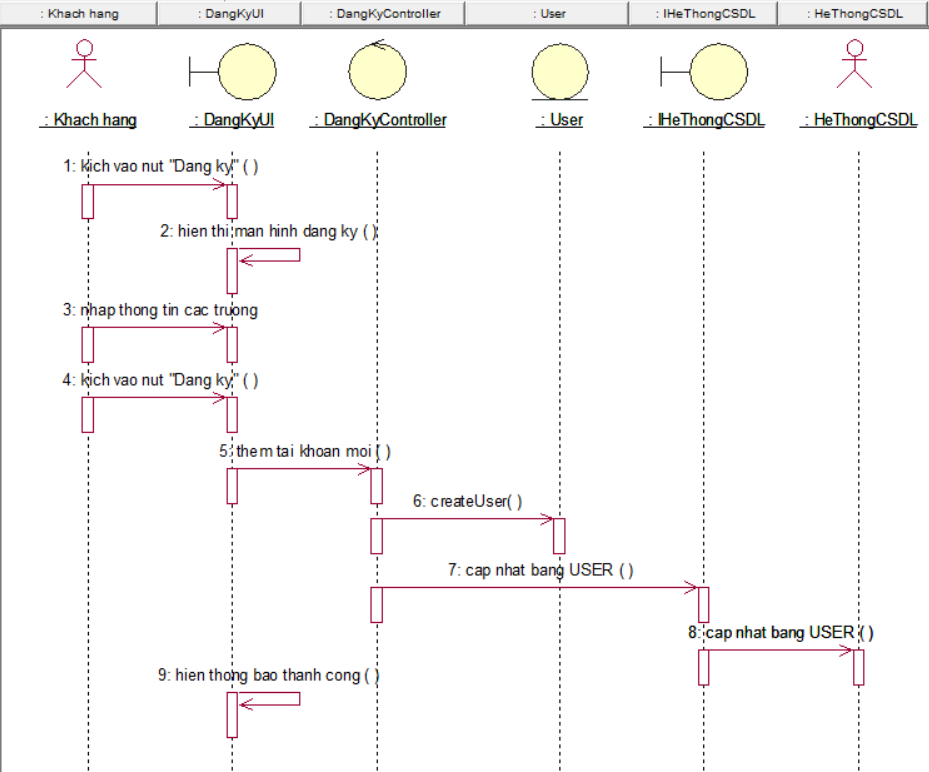 : Khach hang
: DangKyUI
: DangKyController
: User
: IHeThongCSDL
: HeThongCSDL
: Khach hang
: DangKyUI
: DangKyController
: User
: IHeThongCSDL
: HeThongCSDL
1: kich vao nut "Dang ky" ( )
2: hien thi man hinh dang ky ( )
3: nhap thong tin cac truong
4: kich vao nut "Dang ky" ( )
5: them tai khoan moi ( )
6: createUser( )
7: cap nhat bang USER ( )
8: cap nhat bang USER ( )
9: hien thong bao thanh cong ( )